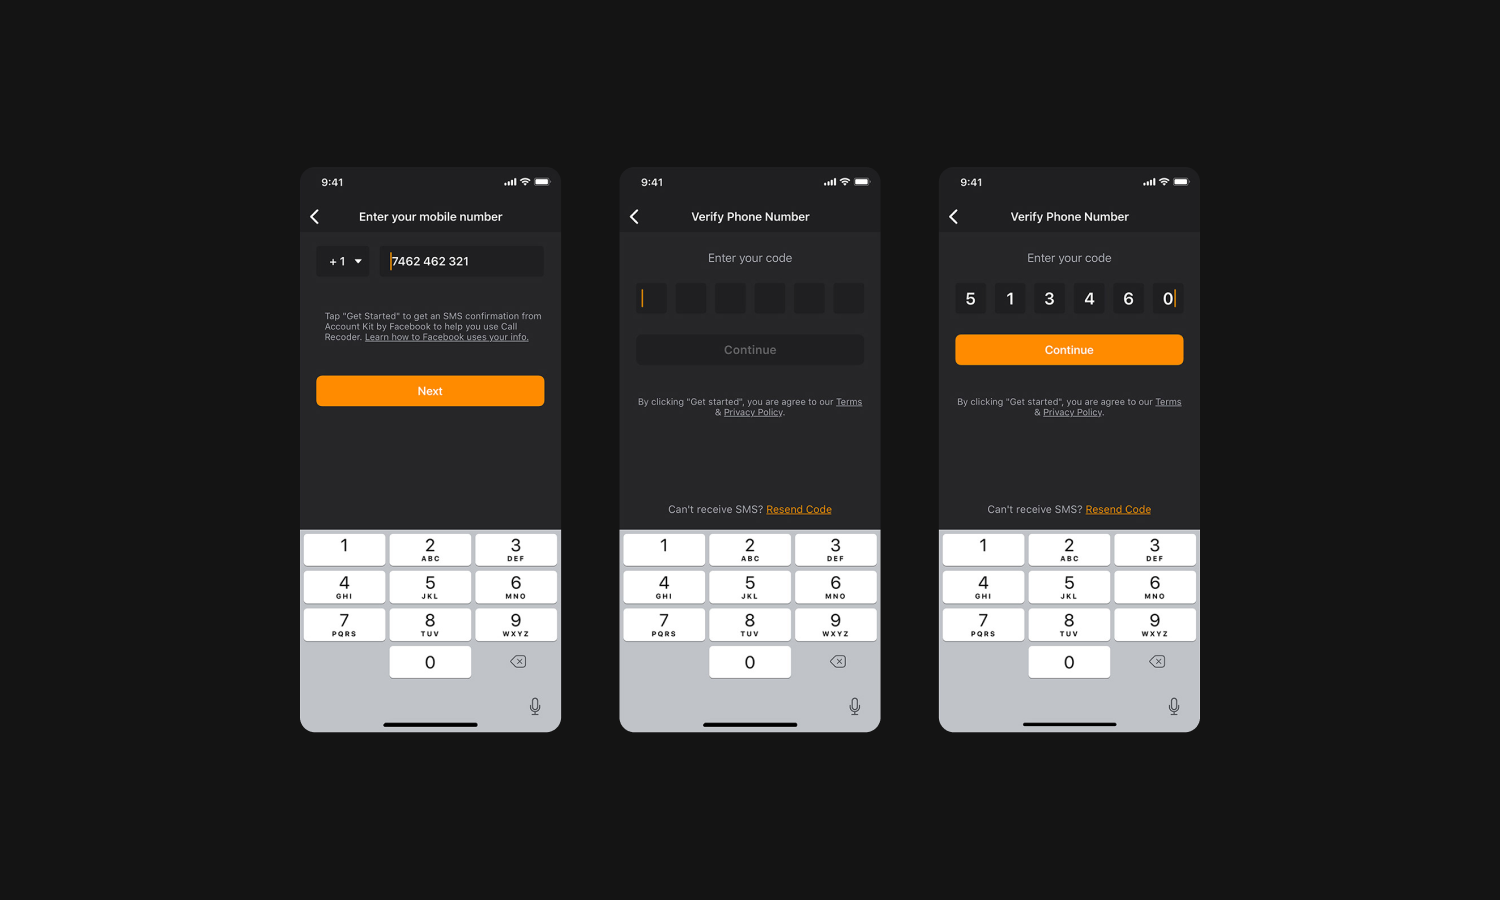 9:41
Enter your mobile number
+ 1
7462 462 321
Tap "Get Started" to get an SMS confirmation from
Account Kit by Facebook to help you use Call
Recoder. Learn how to Facebook uses your info.
Next
1
2
ABC
3
DEF
4
GHI
5
JKL
6
MNO
7
PQRS
8
TUV
9
WXYZ
0
9:41
Verify Phone Number
Enter your code
Continue
By clicking "Get started", you are agree to our Terms
& Privacy Policy.
Can't receive SMS? Resend Code
1
2
ABC
3
DEF
4
GHI
5
JKL
6
MNO
7
PQRS
8
TUV
9
WXYZ
0
9:41
Verify Phone Number
Enter your code
5 1 3 4 6 0
Continue
By clicking "Get started", you are agree to our Terms
& Privacy Policy.
Can't receive SMS? Resend Code
1
2
ABC
3
DEF
4
GHI
5
JKL
6
MNO
7
PQRS
8
TUV
9
WXYZ
0